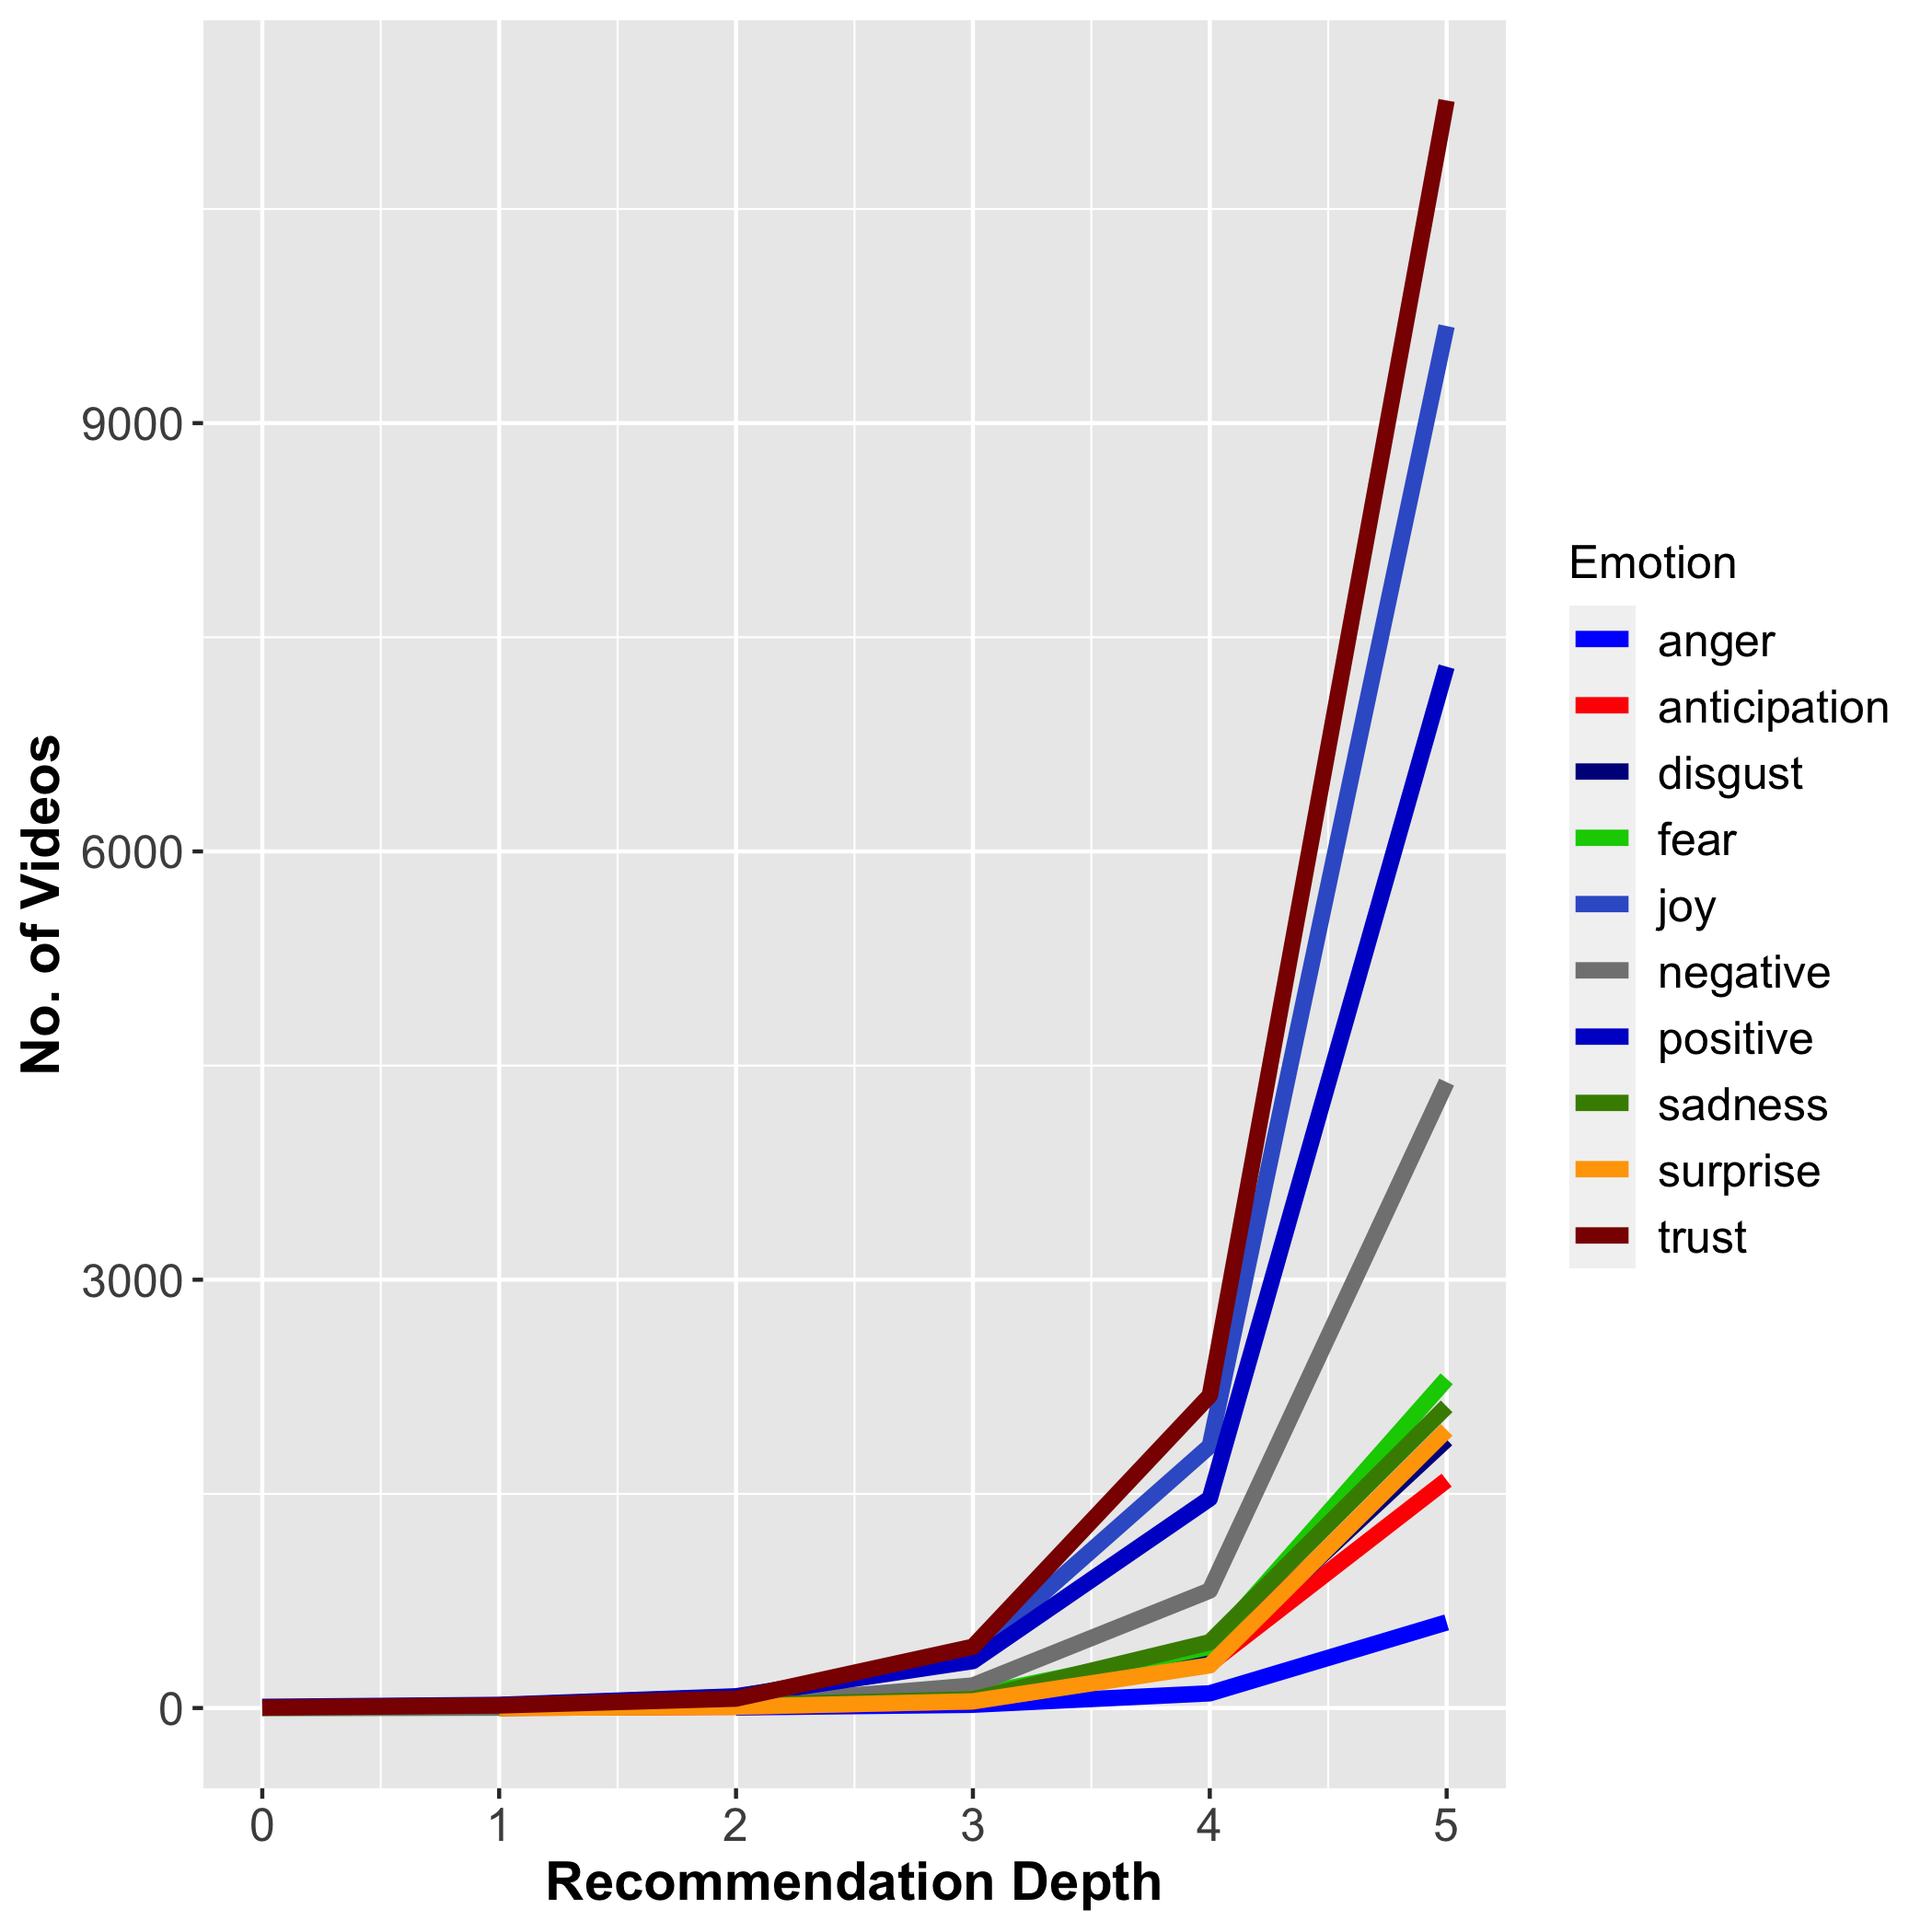 No. of Videos
9000
6000
3000
0
0 1 2 3 4 5
Recommendation Depth
Emotion
anger
anticipation
disgust
fear
joy
negative
positive
sadness
surprise
trust